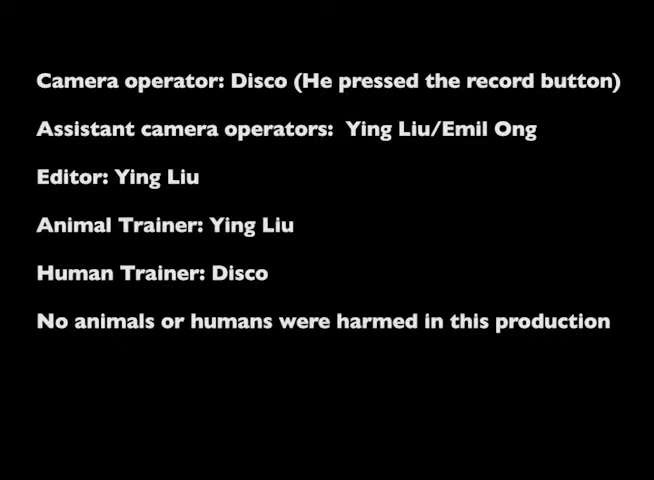 Camera operator: Disco (He pressed the record button)
Assistant camera operators:  Ying Liu/Emil Ong
Editor: Ying Liu
Animal Trainer: Ying Liu
Human Trainer: Disco
No animals or humans were harmed in this production